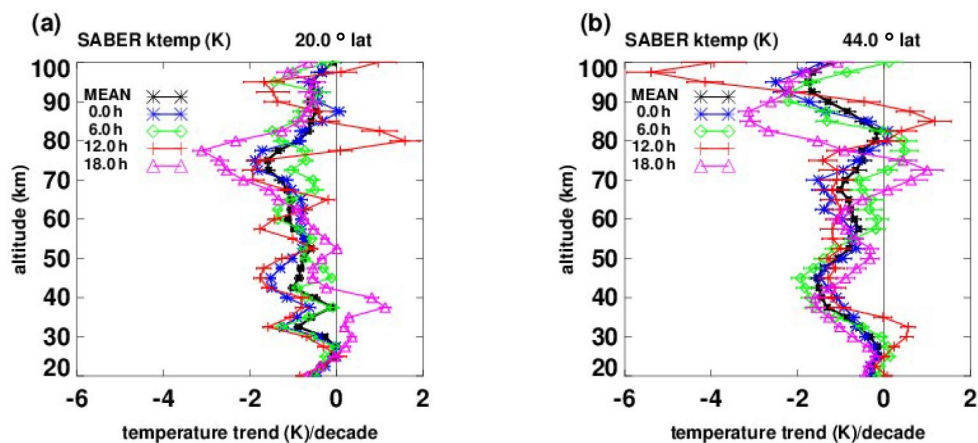 (a)
SABER ktemp (K) 20.0 ° lat
100
90
80
70
60
50
40
30
20
MEAN
0.0 h
6.0 h
12.0 h
18.0 h
altitude (km)
-6 -4 -2 0 2
temperature trend (K)/decade
(b)
SABER ktemp (K) 44.0 ° lat
100
90
80
70
60
50
40
30
20
MEAN
0.0 h
6.0 h
12.0 h
18.0 h
altitude (km)
-6 -4 -2 0 2
temperature trend (K)/decade